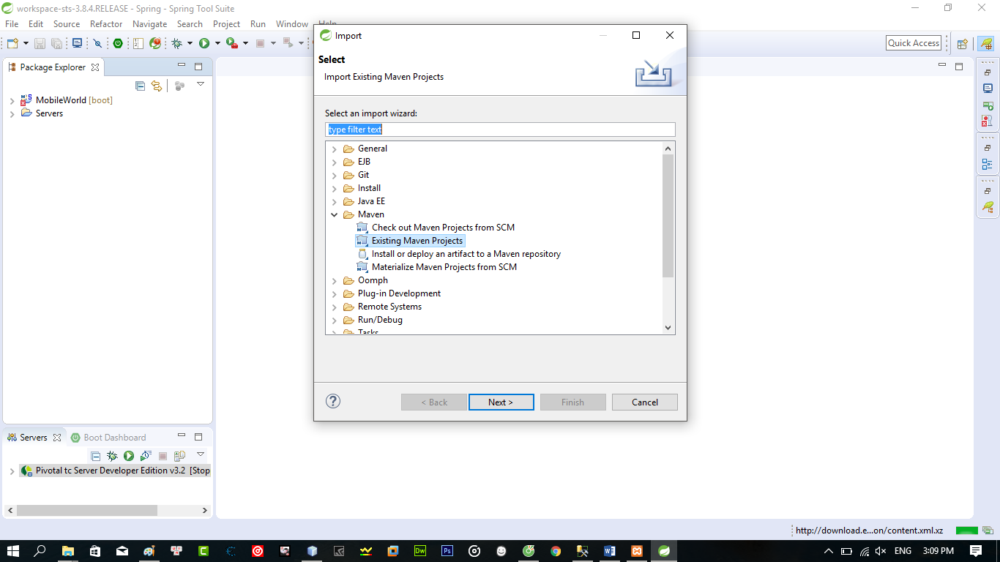 workspace-sts-3.8.4.RELEASE - Spring - Spring Tool Suite
File Edit Source Refactor Navigate Search Project Run Window Help
Quick Access
Package Explorer
MobileWorld [boot]
Servers
Import
Select
Import Existing Maven Projects
Select an import wizard:
type filter text
General
EJB
Git
Install
Java EE
Maven
Check out Maven Projects from SCM
Existing Maven Projects
Install or deploy an artifact to a Maven repository
Materialize Maven Projects from SCM
Oomph
Plug-in Development
Remote Systems
Run/Debug
Tasks
< Back Next > Finish Cancel
Servers Boot Dashboard
Pivotal tc Server Developer Edition v3.2 [Stop
http://download.e...on/content.xml.xz
ENG 3:09 PM